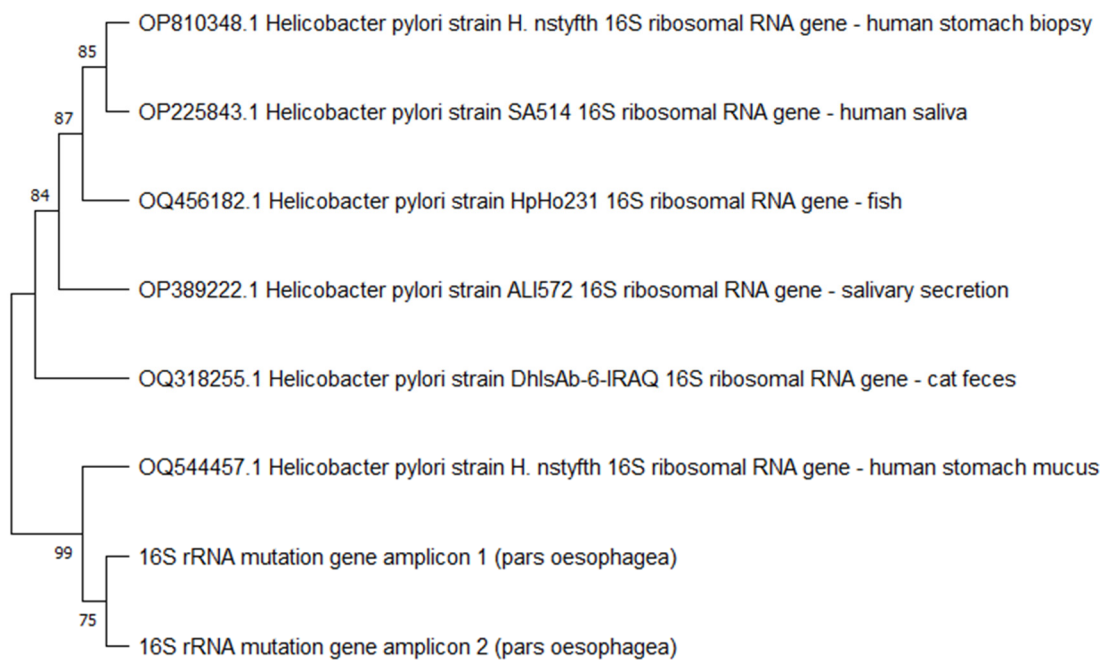 OP810348.1 Helicobacter pylori strain H. nstyfth 16S ribosomal RNA gene - human stomach biopsy
85
OP225843.1 Helicobacter pylori strain SA514 16S ribosomal RNA gene - human saliva
87
OQ456182.1 Helicobacter pylori strain HpHo231 16S ribosomal RNA gene - fish
84
OP389222.1 Helicobacter pylori strain ALI572 16S ribosomal RNA gene - salivary secretion
OQ318255.1 Helicobacter pylori strain DhIsAb-6-IRAQ 16S ribosomal RNA gene - cat feces
OQ544457.1 Helicobacter pylori strain H. nstyfth 16S ribosomal RNA gene - human stomach mucus
99
16S rRNA mutation gene amplicon 1 (pars oesophagea)
75
16S rRNA mutation gene amplicon 2 (pars oesophagea)